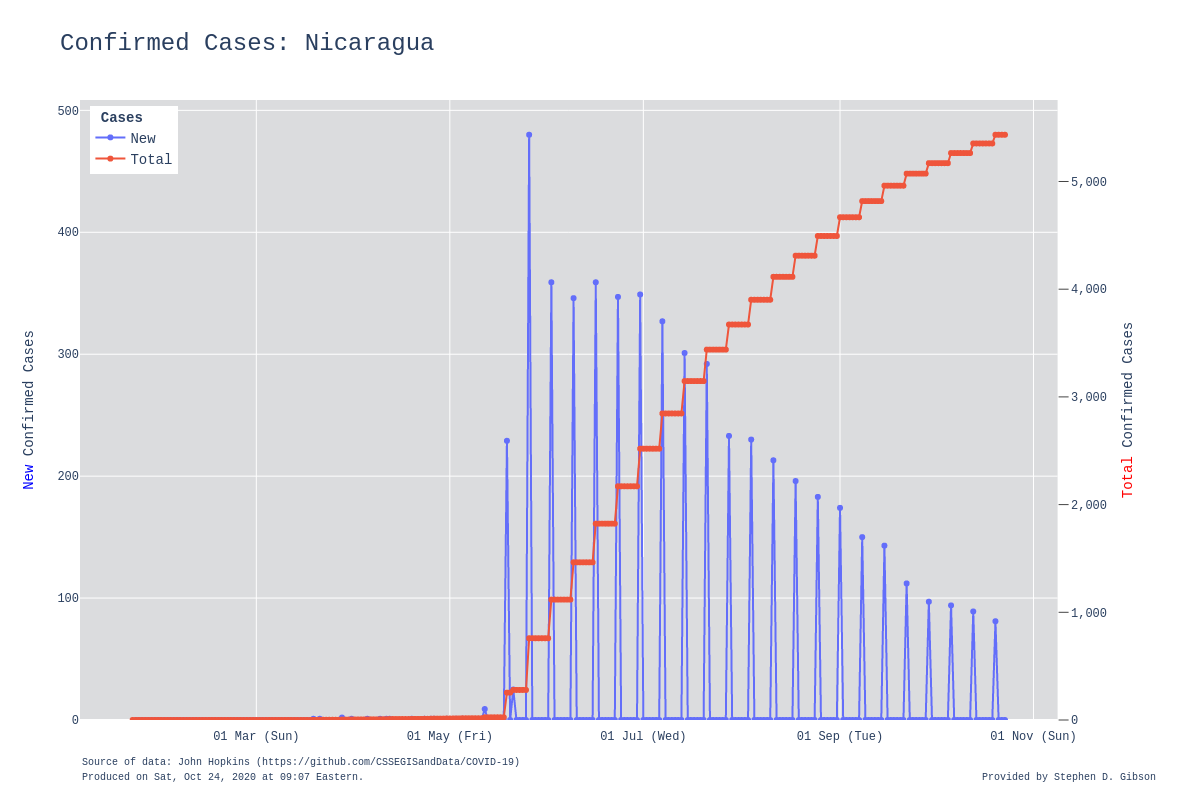 Confirmed Cases: Nicaragua
Cases
New
Total
500
400
300
200
100
0
5,000
4,000
3,000
2,000
1,000
0
New Confirmed Cases
Total Confirmed Cases
01 Mar (Sun)
01 May (Fri)
01 Jul (Wed)
01 Sep (Tue)
01 Nov (Sun)
Source of data: John Hopkins (https://github.com/CSSEGISandData/COVID-19)
Produced on Sat, Oct 24, 2020 at 09:07 Eastern.
Provided by Stephen D. Gibson